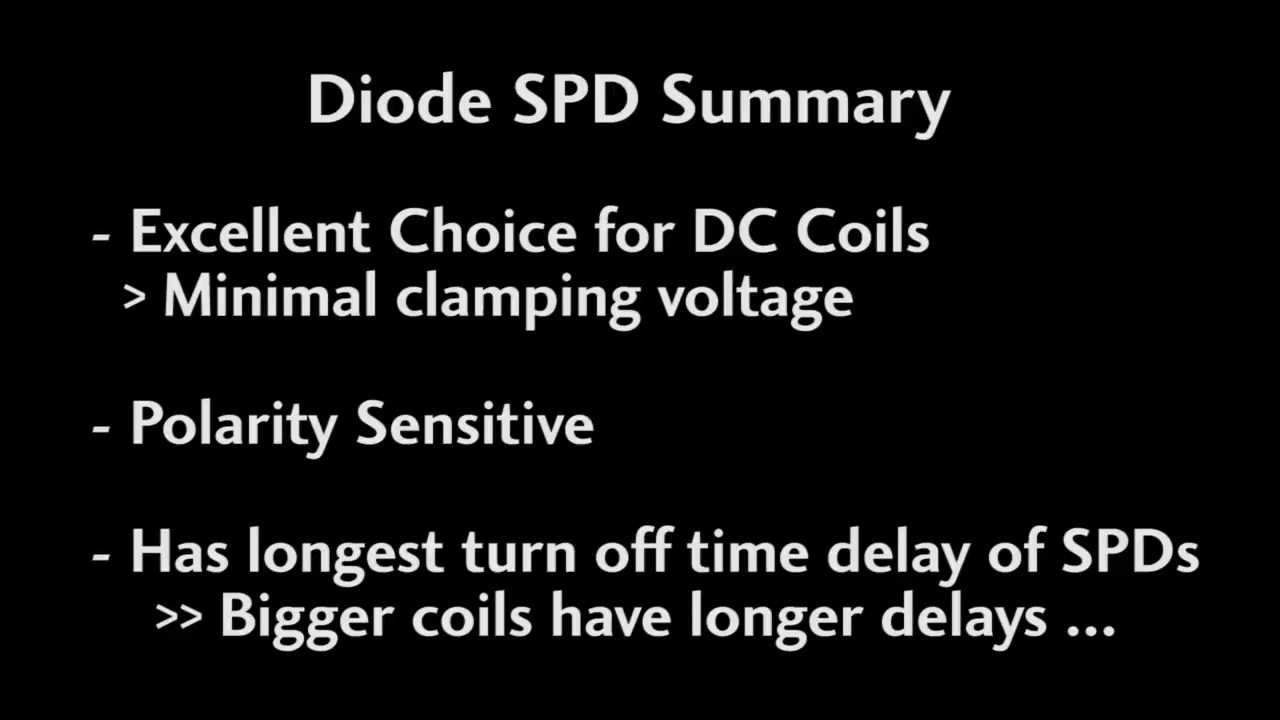 Diode SPD Summary
- Excellent Choice for DC Coils
> Minimal clamping voltage
- Polarity Sensitive
- Has longest turn off time delay of SPDs
>> Bigger coils have longer delays ...